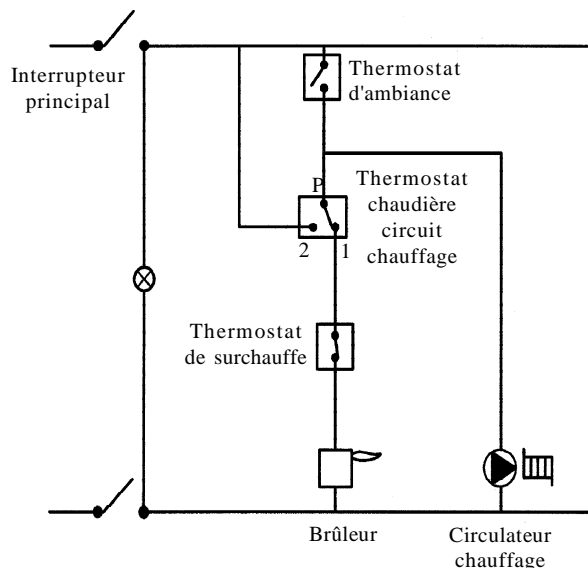 Interrupteur
principal
Thermostat
d'ambiance
P
Thermostat
chaudière
circuit
chauffage
2
1
Thermostat
de surchauffe
Brûleur
Circulateur
chauffage